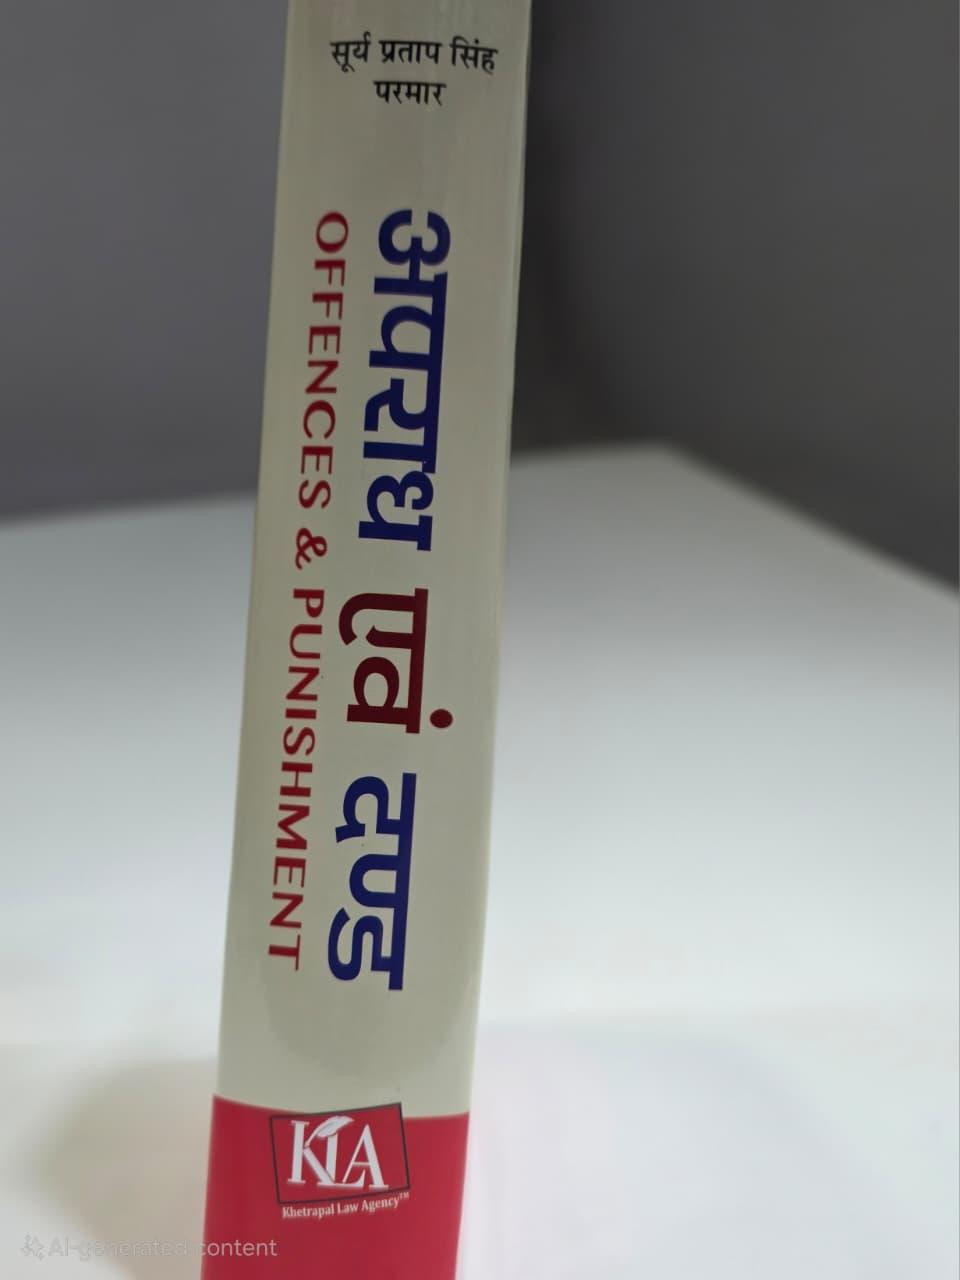 सूर्य प्रताप सिंह
परमार
अपराध एवं दण्ड
OFFENCES & PUNISHMENT
KLA
Khetrapal Law Agency™
AI-generated content